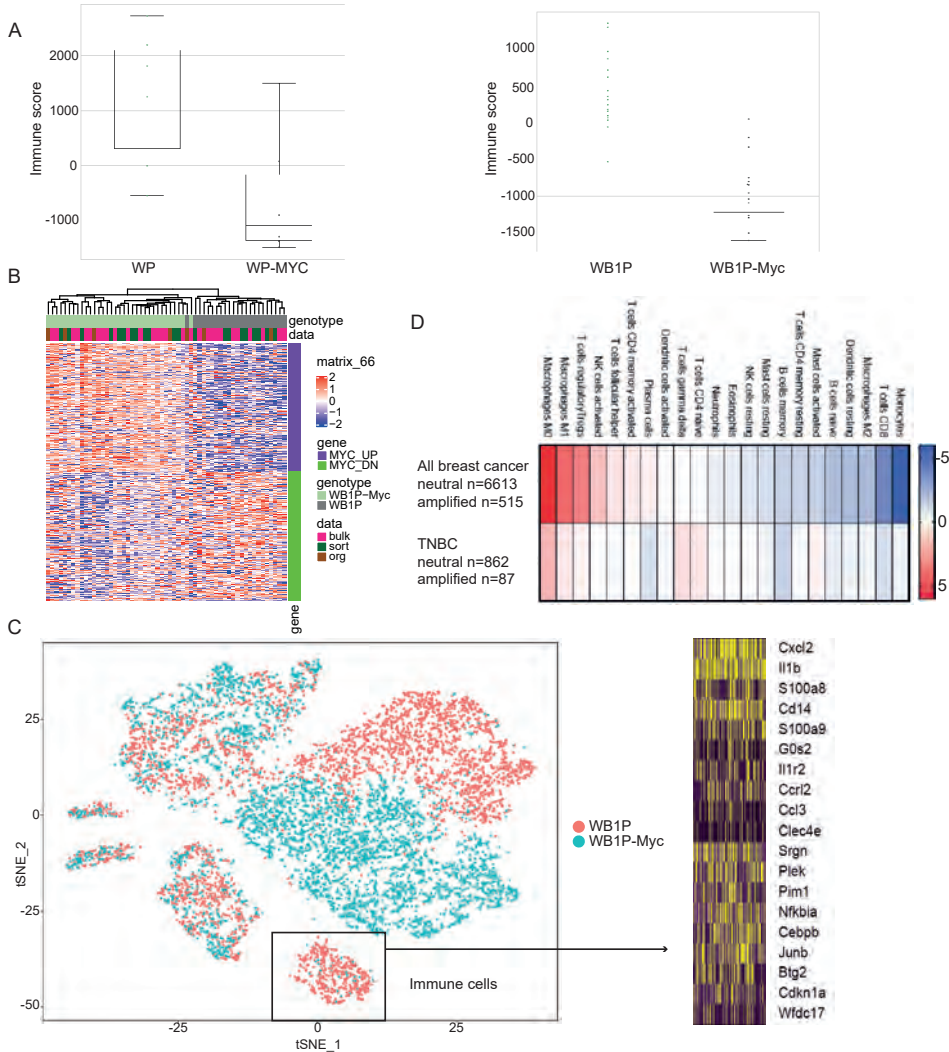 A
Immune score
2000
1000
0
-1000
WP
WP-MYC
Immune score
1000
500
0
-500
-1000
-1500
WB1P
WB1P-Myc
B
genotype
data
matrix_66
2
1
0
−1
−2
gene
MYC_UP
MYC_DN
genotype
WB1P−Myc
WB1P
data
bulk
sort
org
gene
D
Macrophages M0
Macrophages M1
T cells regulatoryTregs
NK cells activated
T cells follicular helper
T cells CD4 memory activated
Plasma cells
Dendritic cells activated
T cells gamma delta
T cells CD4 naive
Neutrophils
Eosinophils
NK cells resting
Mast cells resting
B cells memory
T cells CD4 memory resting
Mast cells activated
B cells naive
Dendritic cells resting
Macrophages M2
T cells CD8
Monocytes
All breast cancer
neutral n=6613
amplified n=515
TNBC
neutral n=862
amplified n=87
-5
0
5
C
tSNE_2
25
0
-25
-50
-25
0
25
tSNE_1
Immune cells
WB1P
WB1P-Myc
Cxcl2
Il1b
S100a8
Cd14
S100a9
G0s2
Il1r2
Ccrl2
Ccl3
Clec4e
Srgn
Plek
Pim1
Nfkbia
Cebpb
Junb
Btg2
Cdkn1a
Wfdc17